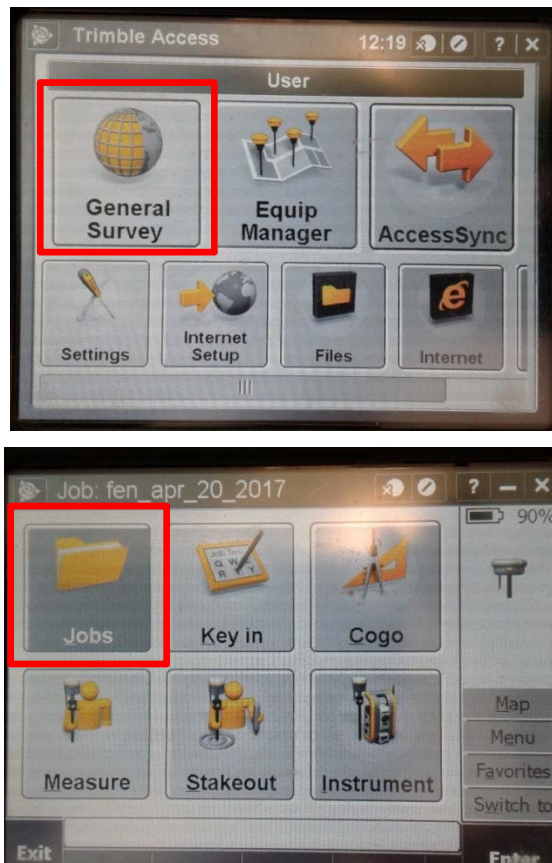 Trimble Access 12:19 ? X
User
General Survey
Equip Manager
AccessSync
Settings
Internet Setup
Files
Internet
Job: fen_apr_20_2017 ? – X
90%
Jobs
Key in
Cogo
Map
Menu
Measure
Stakeout
Instrument
Favorites
Switch to
Exit
Enter